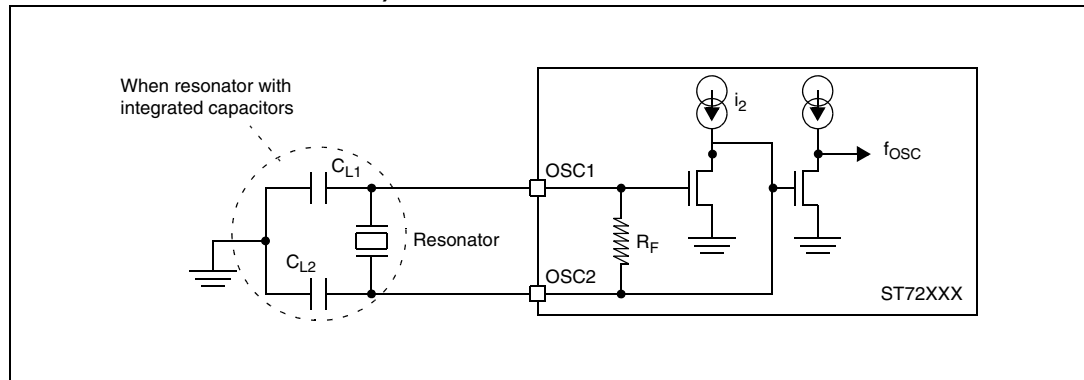 When resonator with
integrated capacitors
CL1
CL2
Resonator
OSC1
OSC2
RF
i2
fOSC
ST72XXX